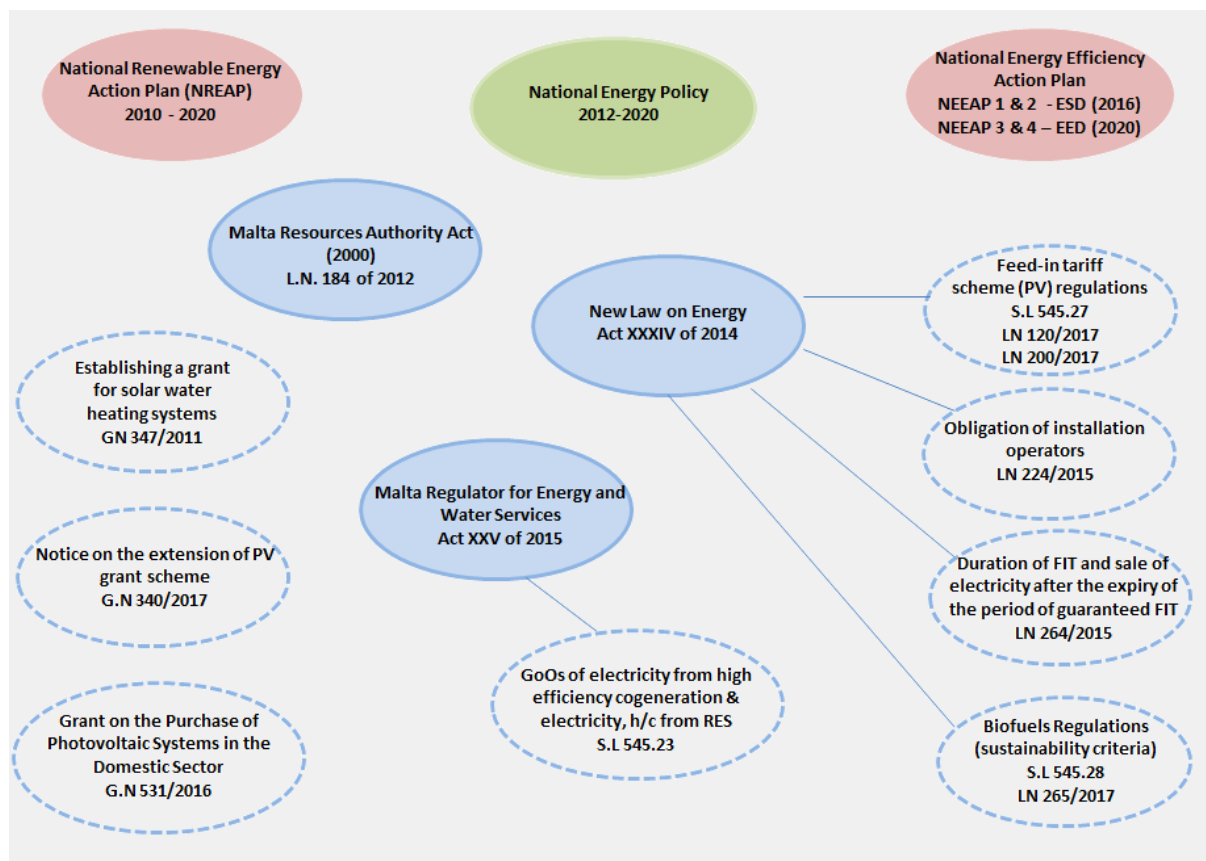 National Renewable Energy
Action Plan (NREAP)
2010 - 2020
National Energy Policy
2012-2020
National Energy Efficiency
Action Plan
NEEAP 1 & 2 - ESD (2016)
NEEAP 3 & 4 – EED (2020)
Malta Resources Authority Act
(2000)
L.N. 184 of 2012
New Law on Energy
Act XXXIV of 2014
Feed-in tariff
scheme (PV) regulations
S.L 545.27
LN 120/2017
LN 200/2017
Establishing a grant
for solar water
heating systems
GN 347/2011
Obligation of installation
operators
LN 224/2015
Malta Regulator for Energy and
Water Services
Act XXV of 2015
Notice on the extension of PV
grant scheme
G.N 340/2017
Duration of FIT and sale of
electricity after the expiry of
the period of guaranteed FIT
LN 264/2015
GoOs of electricity from high
efficiency cogeneration &
electricity, h/c from RES
S.L 545.23
Grant on the Purchase of
Photovoltaic Systems in the
Domestic Sector
G.N 531/2016
Biofuels Regulations
(sustainability criteria)
S.L 545.28
LN 265/2017